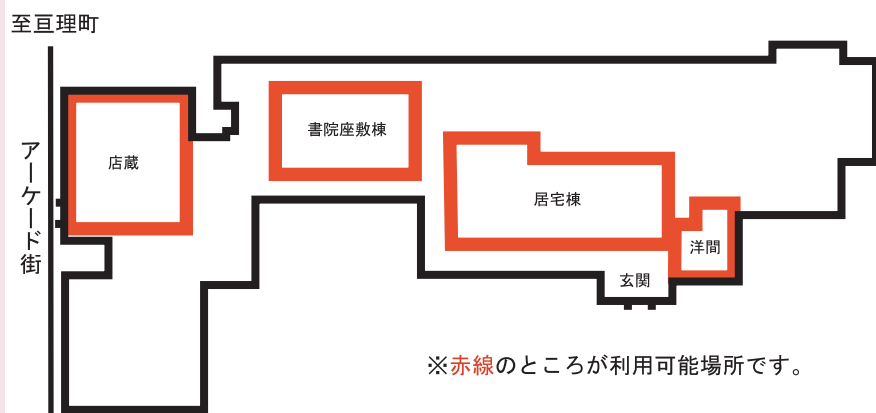 至亘理町
アーケード街
店蔵
書院座敷棟
居宅棟
洋間
玄関
※赤線のところが利用可能場所です。